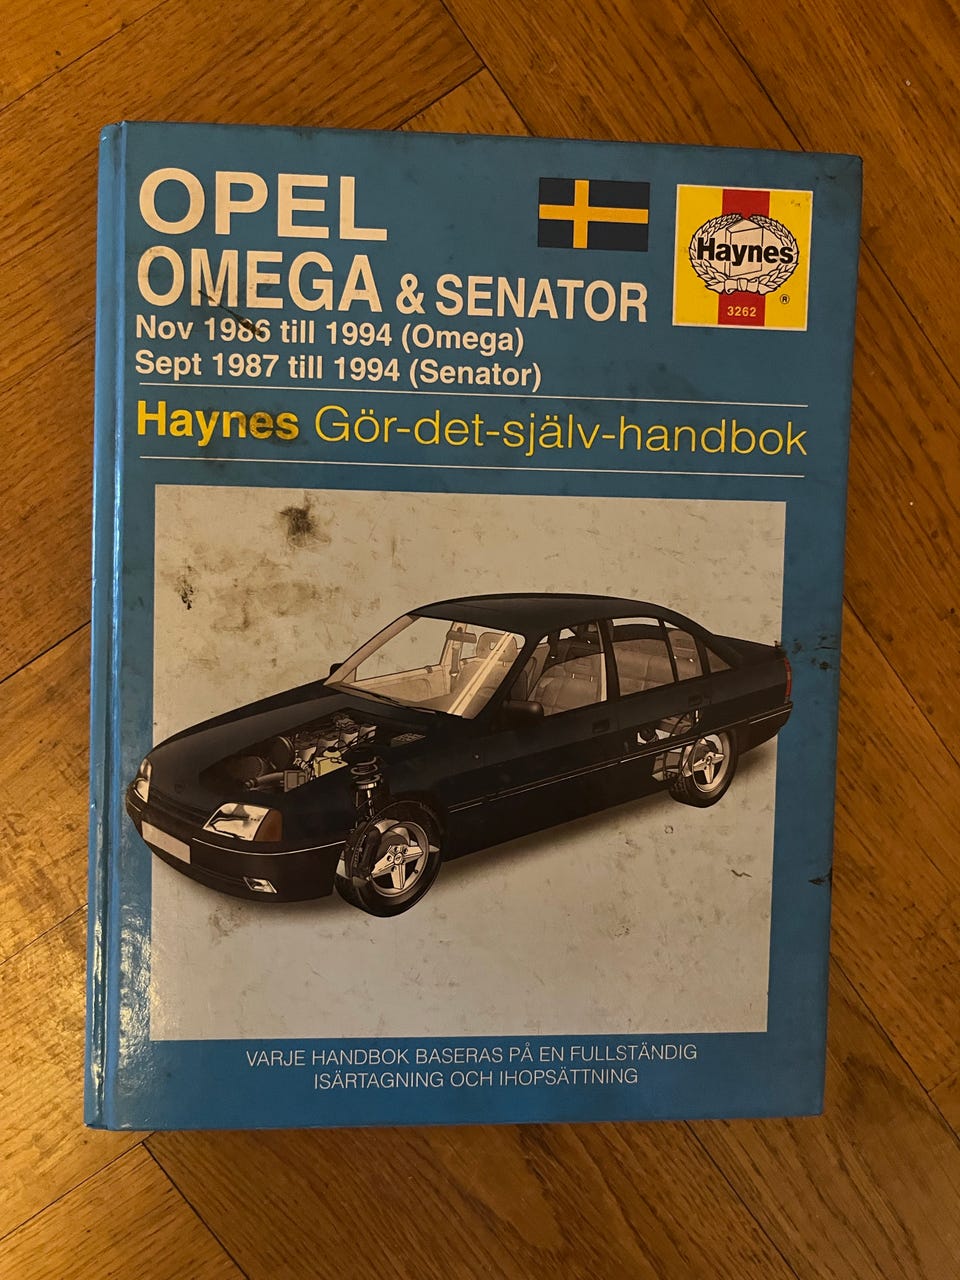 OPEL
OMEGA & SENATOR
Nov 1986 till 1994 (Omega)
Sept 1987 till 1994 (Senator)
Haynes
®
3262
Haynes Gör-det-själv-handbok
VARJE HANDBOK BASERAS PÅ EN FULLSTÄNDIG
ISÄRTAGNING OCH IHOPSÄTTNING